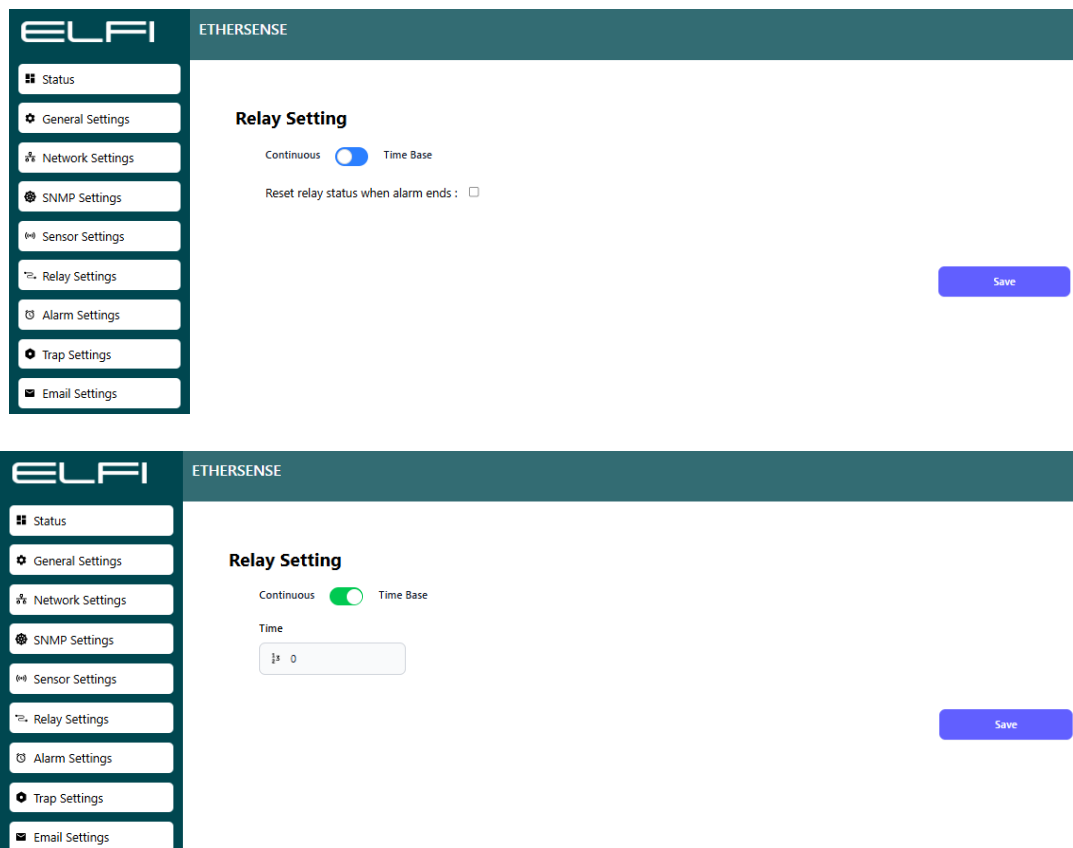 ELFI
ETHERSENSE
Status
General Settings
Network Settings
SNMP Settings
Sensor Settings
Relay Settings
Alarm Settings
Trap Settings
Email Settings
Relay Setting
Continuous Time Base
Reset relay status when alarm ends :
Save
ELFI
ETHERSENSE
Status
General Settings
Network Settings
SNMP Settings
Sensor Settings
Relay Settings
Alarm Settings
Trap Settings
Email Settings
Relay Setting
Continuous Time Base
Time
0
Save